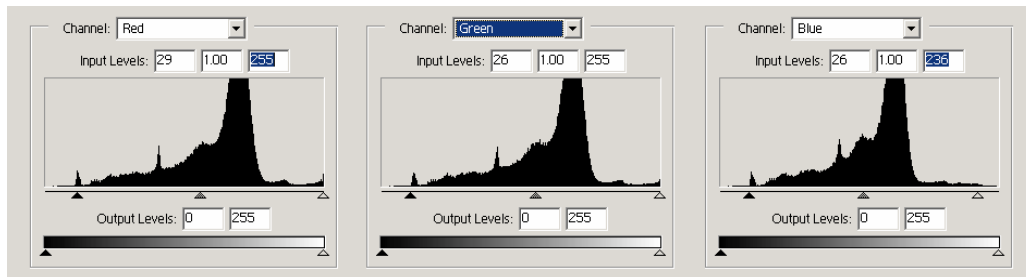 Channel: Red
Input Levels: 29 1.00 255
Output Levels: 0 255
Channel: Green
Input Levels: 26 1.00 255
Output Levels: 0 255
Channel: Blue
Input Levels: 26 1.00 236
Output Levels: 0 255